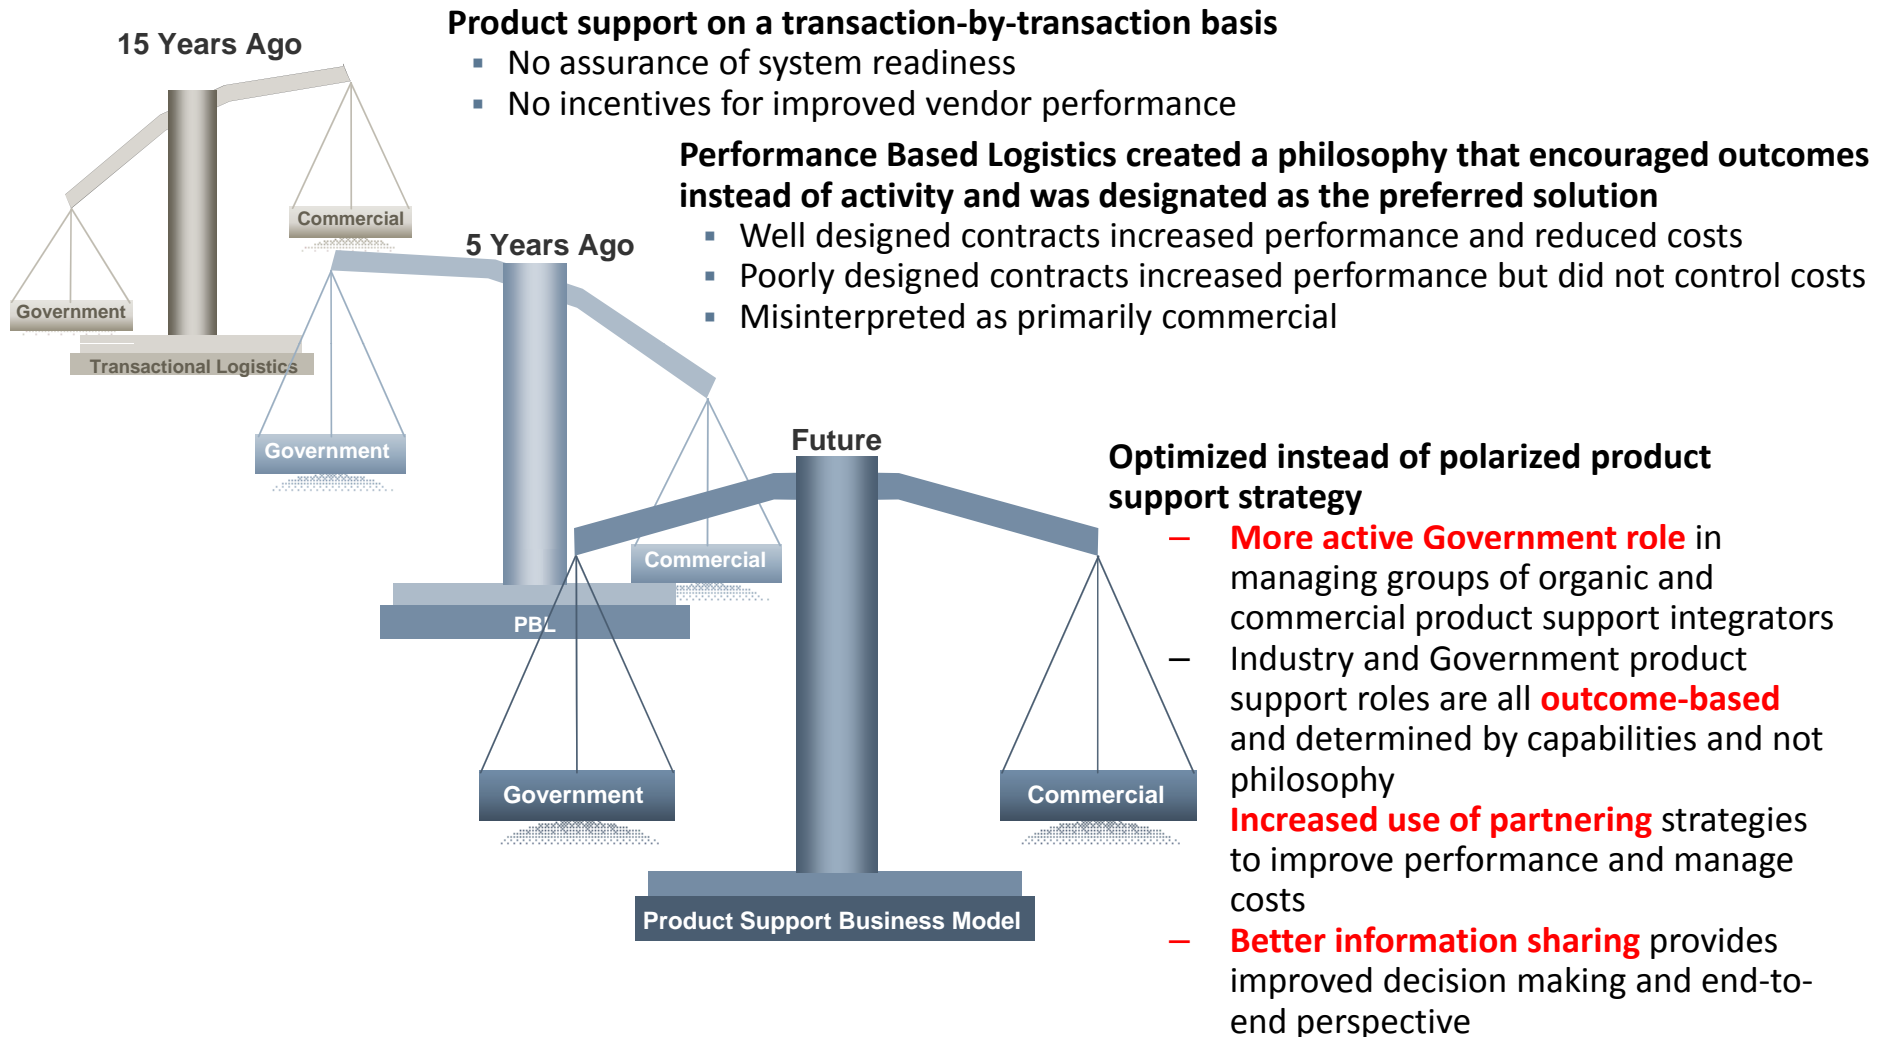 15 Years Ago
Product support on a transaction-by-transaction basis
▪ No assurance of system readiness
▪ No incentives for improved vendor performance
Government
Commercial
Transactional Logistics
5 Years Ago
Performance Based Logistics created a philosophy that encouraged outcomes
instead of activity and was designated as the preferred solution
▪ Well designed contracts increased performance and reduced costs
▪ Poorly designed contracts increased performance but did not control costs
▪ Misinterpreted as primarily commercial
Government
Commercial
PBL
Future
Optimized instead of polarized product
support strategy
– More active Government role in
managing groups of organic and
commercial product support integrators
– Industry and Government product
support roles are all outcome-based
and determined by capabilities and not
philosophy
Increased use of partnering strategies
to improve performance and manage
costs
– Better information sharing provides
improved decision making and end-to-
end perspective
Government
Commercial
Product Support Business Model